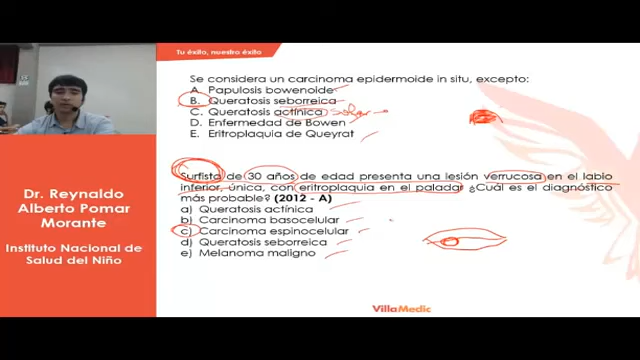 Tu éxito, nuestro éxito
Se considera un carcinoma epidermoide in situ, excepto:
A. Papulosis bowenoide
B. Queratosis seborreica
C. Queratosis actínica solar
D. Enfermedad de Bowen
E. Eritroplaquia de Queyrat
Surfista de 30 años de edad presenta una lesión verrucosa en el labio
inferior, única, con eritroplaquia en el paladar ¿Cuál es el diagnóstico
más probable? (2012 - A)
a) Queratosis actínica
b) Carcinoma basocelular
c) Carcinoma espinocelular
d) Queratosis seborreica
e) Melanoma maligno
Dr. Reynaldo
Alberto Pomar
Morante
Instituto Nacional de
Salud del Niño
VillaMedic